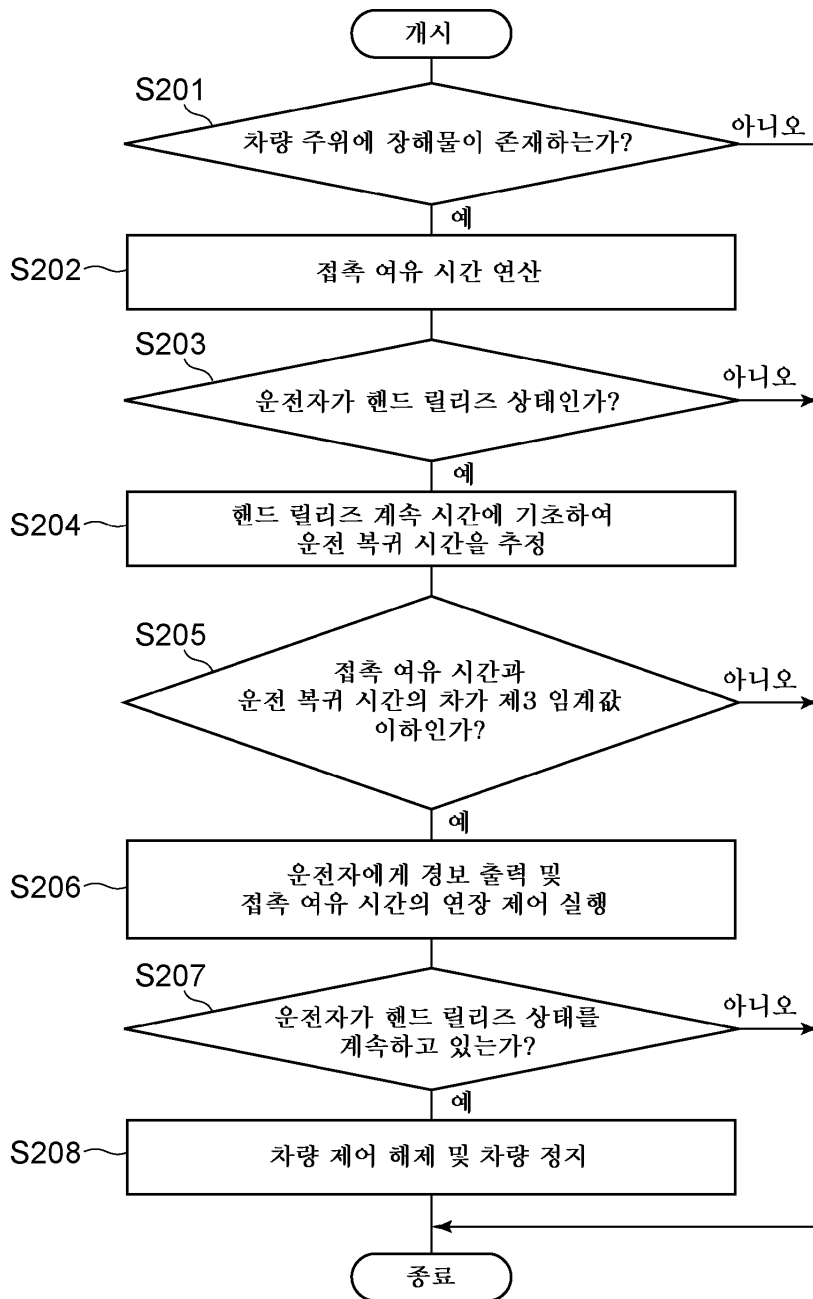 개시
S201
차량 주위에 장해물이 존재하는가?
아니오
예
S202
접촉 여유 시간 연산
S203
운전자가 핸드 릴리즈 상태인가?
아니오
예
S204
핸드 릴리즈 계속 시간에 기초하여
운전 복귀 시간을 추정
S205
접촉 여유 시간과
운전 복귀 시간의 차가 제3 임계값
이하인가?
아니오
예
S206
운전자에게 경보 출력 및
접촉 여유 시간의 연장 제어 실행
S207
운전자가 핸드 릴리즈 상태를
계속하고 있는가?
아니오
예
S208
차량 제어 해제 및 차량 정지
종료